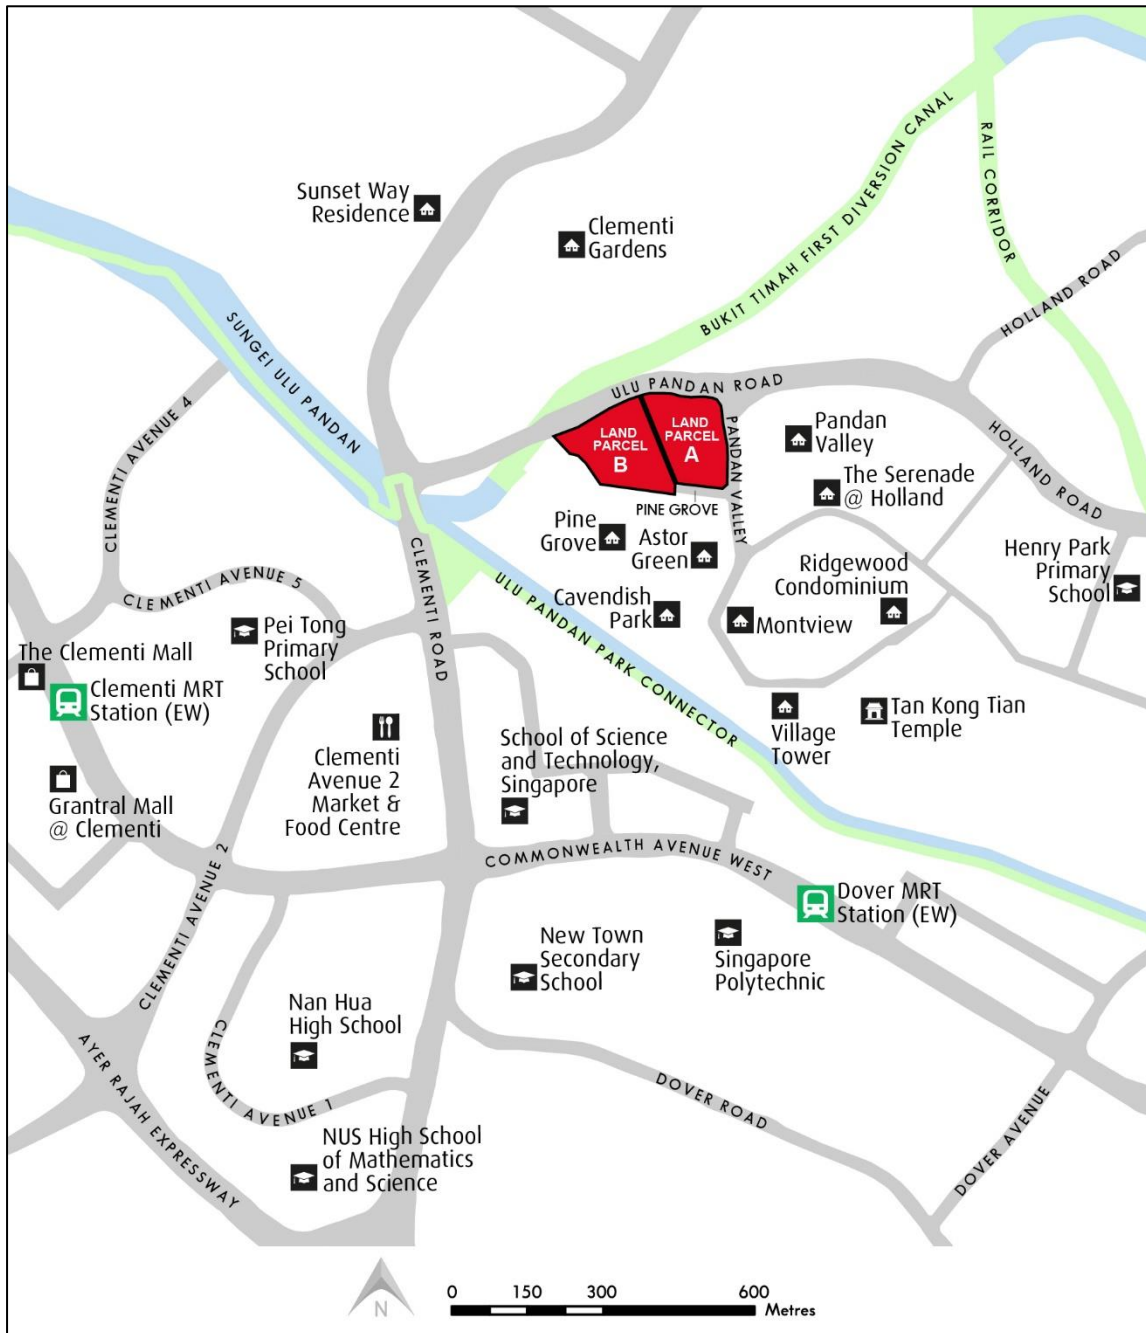 BUKIT TIMAH FIRST DIVERSION CANAL
RAIL CORRIDOR
Sunset Way
Residence
Clementi
Gardens
HOLLAND ROAD
SUNGEI ULU PANDAN
ULU PANDAN ROAD
CLEMENTI AVENUE 4
LAND
PARCEL
B
LAND
PARCEL
A
PANDAN VALLEY
Pandan
Valley
HOLLAND ROAD
The Serenade
@ Holland
PINE GROVE
Pine
Grove
Astor
Green
Ridgewood
Condominium
Henry Park
Primary
School
CLEMENTI AVENUE 5
CLEMENTI ROAD
ULU PANDAN PARK CONNECTOR
Cavendish
Park
Montview
Pei Tong
Primary
School
The Clementi Mall
Clementi MRT
Station (EW)
Village
Tower
Tan Kong Tian
Temple
Clementi
Avenue 2
Market &
Food Centre
School of Science
and Technology,
Singapore
Grantral Mall
@ Clementi
COMMONWEALTH AVENUE WEST
CLEMENTI AVENUE 2
Dover MRT
Station (EW)
New Town
Secondary
School
Singapore
Polytechnic
Nan Hua
High School
CLEMENTI AVENUE 1
AYER RAJAH EXPRESSWAY
DOVER ROAD
DOVER AVENUE
NUS High School
of Mathematics
and Science
N
0 150 300 600
Metres